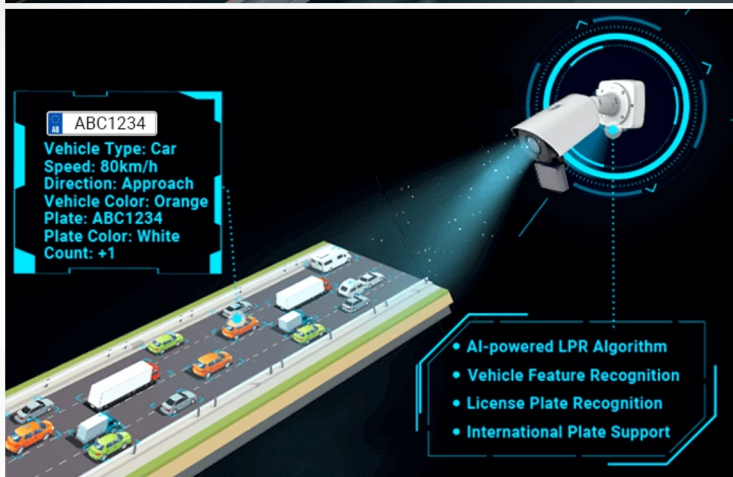 ABC1234
Vehicle Type: Car
Speed: 80km/h
Direction: Approach
Vehicle Color: Orange
Plate: ABC1234
Plate Color: White
Count: +1
• AI-powered LPR Algorithm
• Vehicle Feature Recognition
• License Plate Recognition
• International Plate Support